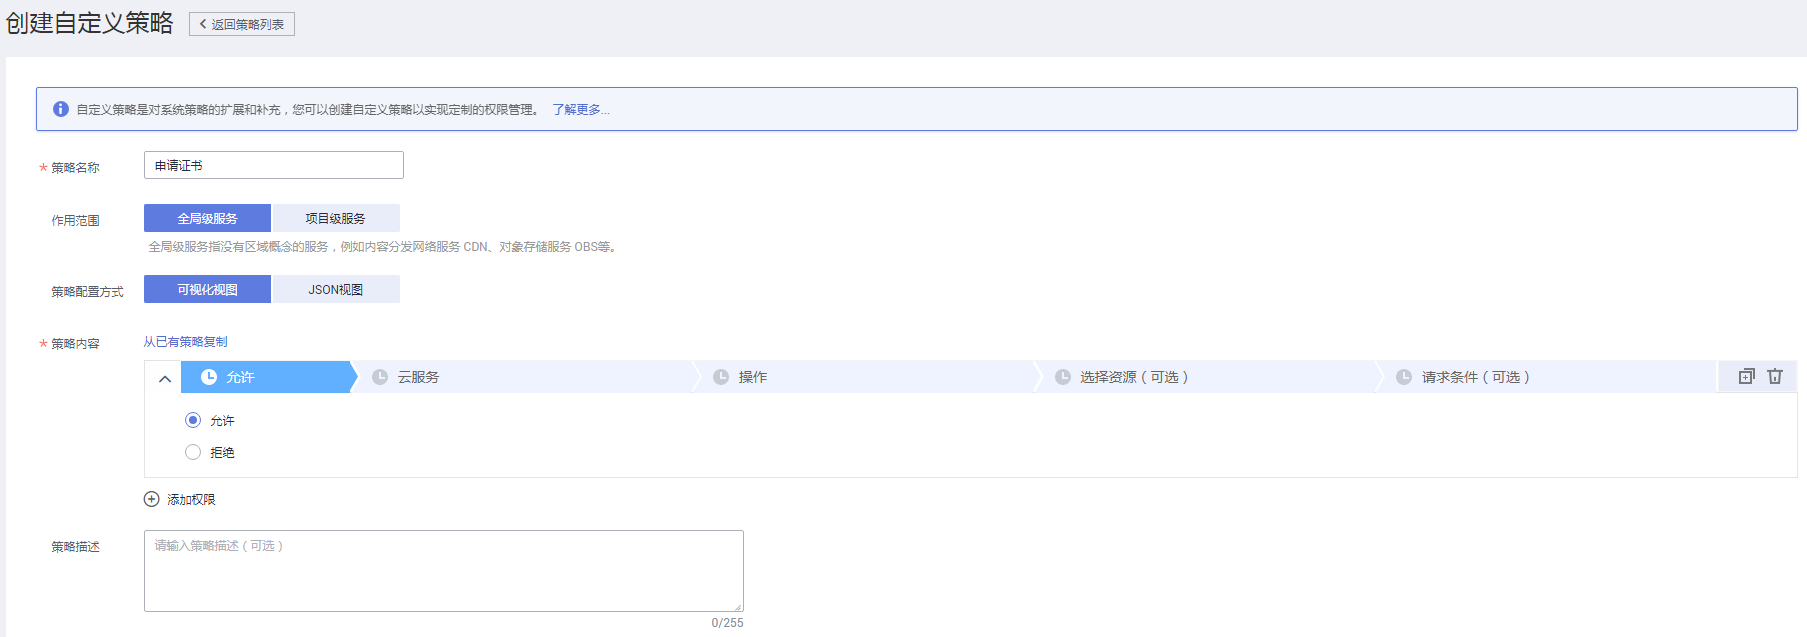 创建自定义策略 返回策略列表
自定义策略是对系统策略的扩展和补充，您可以创建自定义策略以实现定制的权限管理。 了解更多...
* 策略名称 申请证书
作用范围 全局级服务 项目级服务
全局级服务指没有区域概念的服务，例如内容分发网络服务 CDN、对象存储服务 OBS等。
策略配置方式 可视化视图 JSON视图
* 策略内容 从已有策略复制
允许 云服务 操作 选择资源（可选） 请求条件（可选）
允许
拒绝
添加权限
策略描述 请输入策略描述（可选）
0/255